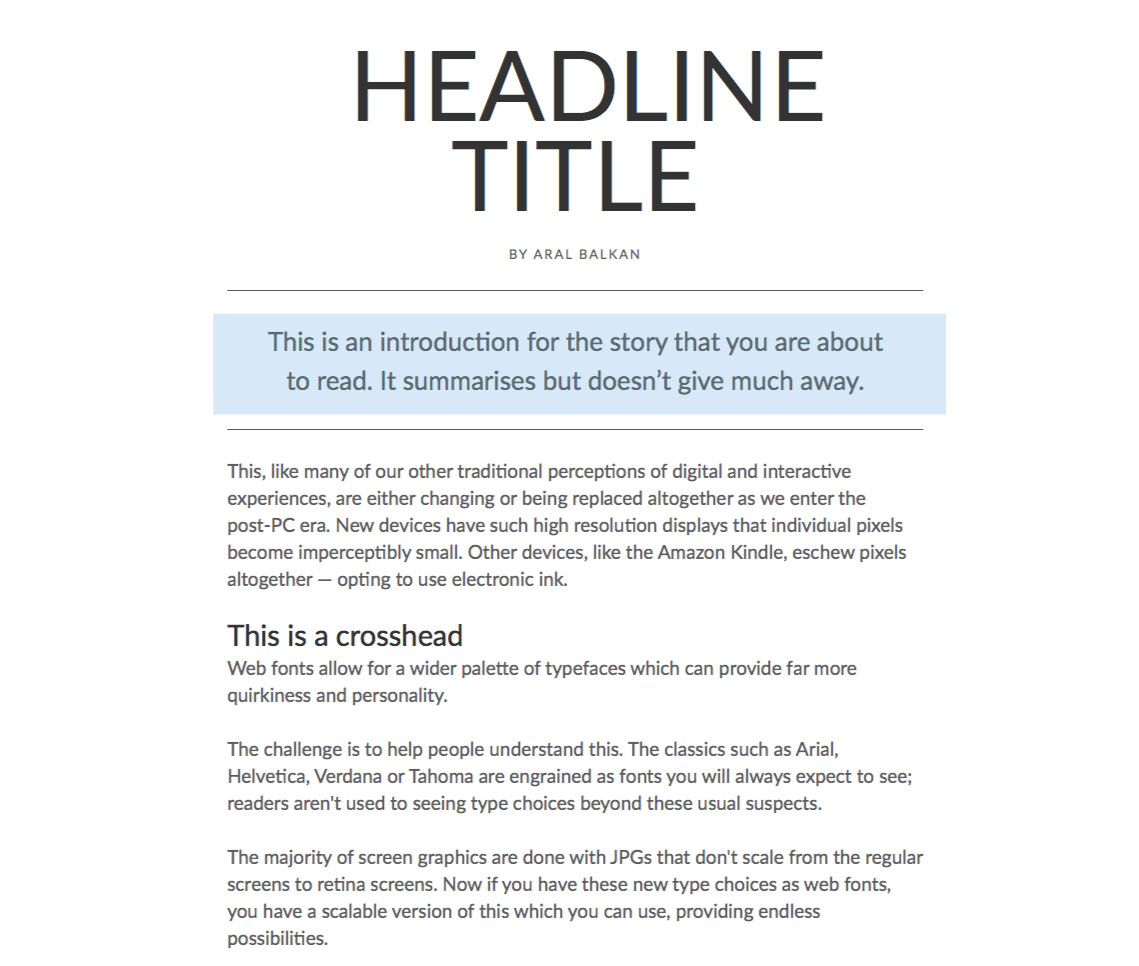 HEADLINE
TITLE
BY ARAL BALKAN
This is an introduction for the story that you are about
to read. It summarises but doesn’t give much away.
This, like many of our other traditional perceptions of digital and interactive
experiences, are either changing or being replaced altogether as we enter the
post-PC era. New devices have such high resolution displays that individual pixels
become imperceptibly small. Other devices, like the Amazon Kindle, eschew pixels
altogether — opting to use electronic ink.
This is a crosshead
Web fonts allow for a wider palette of typefaces which can provide far more
quirkiness and personality.
The challenge is to help people understand this. The classics such as Arial,
Helvetica, Verdana or Tahoma are engrained as fonts you will always expect to see;
readers aren't used to seeing type choices beyond these usual suspects.
The majority of screen graphics are done with JPGs that don't scale from the regular
screens to retina screens. Now if you have these new type choices as web fonts,
you have a scalable version of this which you can use, providing endless
possibilities.